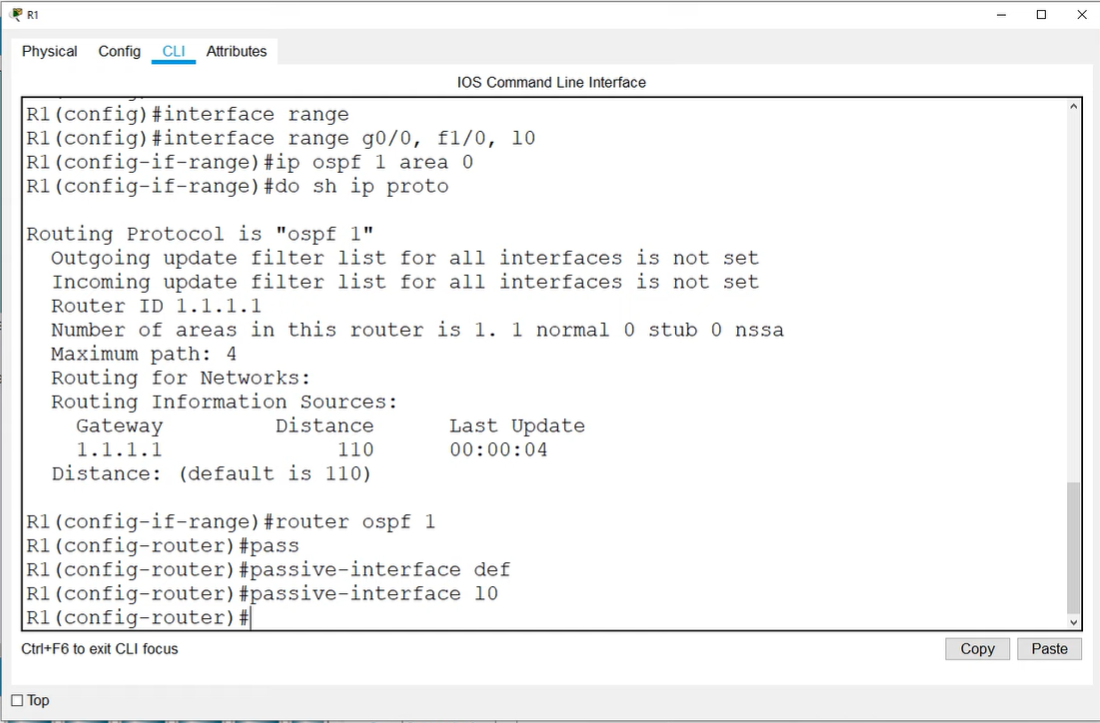 R1
Physical Config CLI Attributes
IOS Command Line Interface
R1(config)#interface range
R1(config)#interface range g0/0, f1/0, l0
R1(config-if-range)#ip ospf 1 area 0
R1(config-if-range)#do sh ip proto
Routing Protocol is "ospf 1"
Outgoing update filter list for all interfaces is not set
Incoming update filter list for all interfaces is not set
Router ID 1.1.1.1
Number of areas in this router is 1. 1 normal 0 stub 0 nssa
Maximum path: 4
Routing for Networks:
Routing Information Sources:
Gateway Distance Last Update
1.1.1.1 110 00:00:04
Distance: (default is 110)
R1(config-if-range)#router ospf 1
R1(config-router)#pass
R1(config-router)#passive-interface def
R1(config-router)#passive-interface l0
R1(config-router)#
Ctrl+F6 to exit CLI focus
Copy Paste
Top